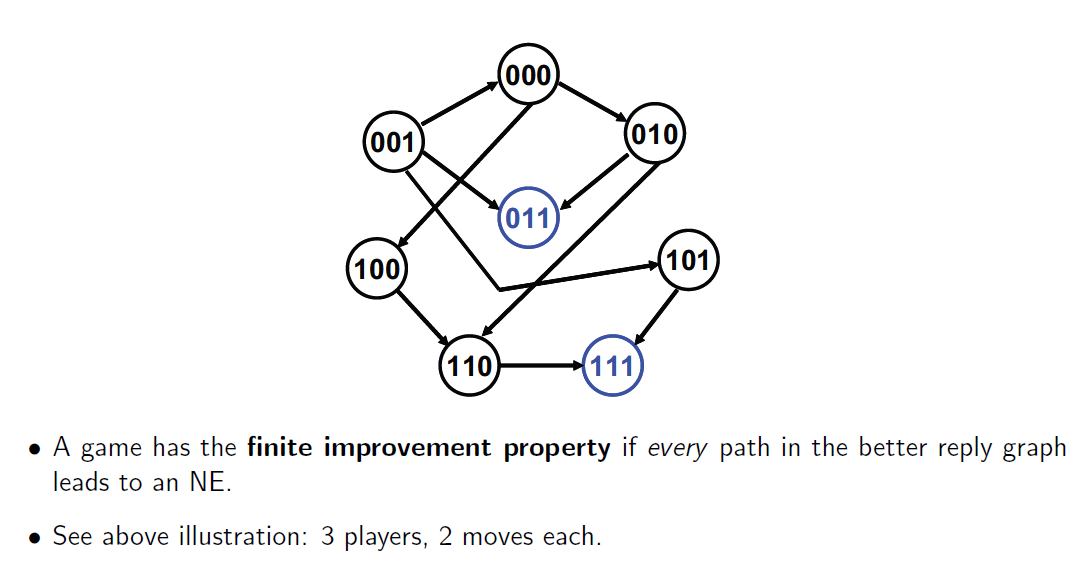 000
001
010
011
100
101
110
111
• A game has the finite improvement property if every path in the better reply graph
leads to an NE.
• See above illustration: 3 players, 2 moves each.